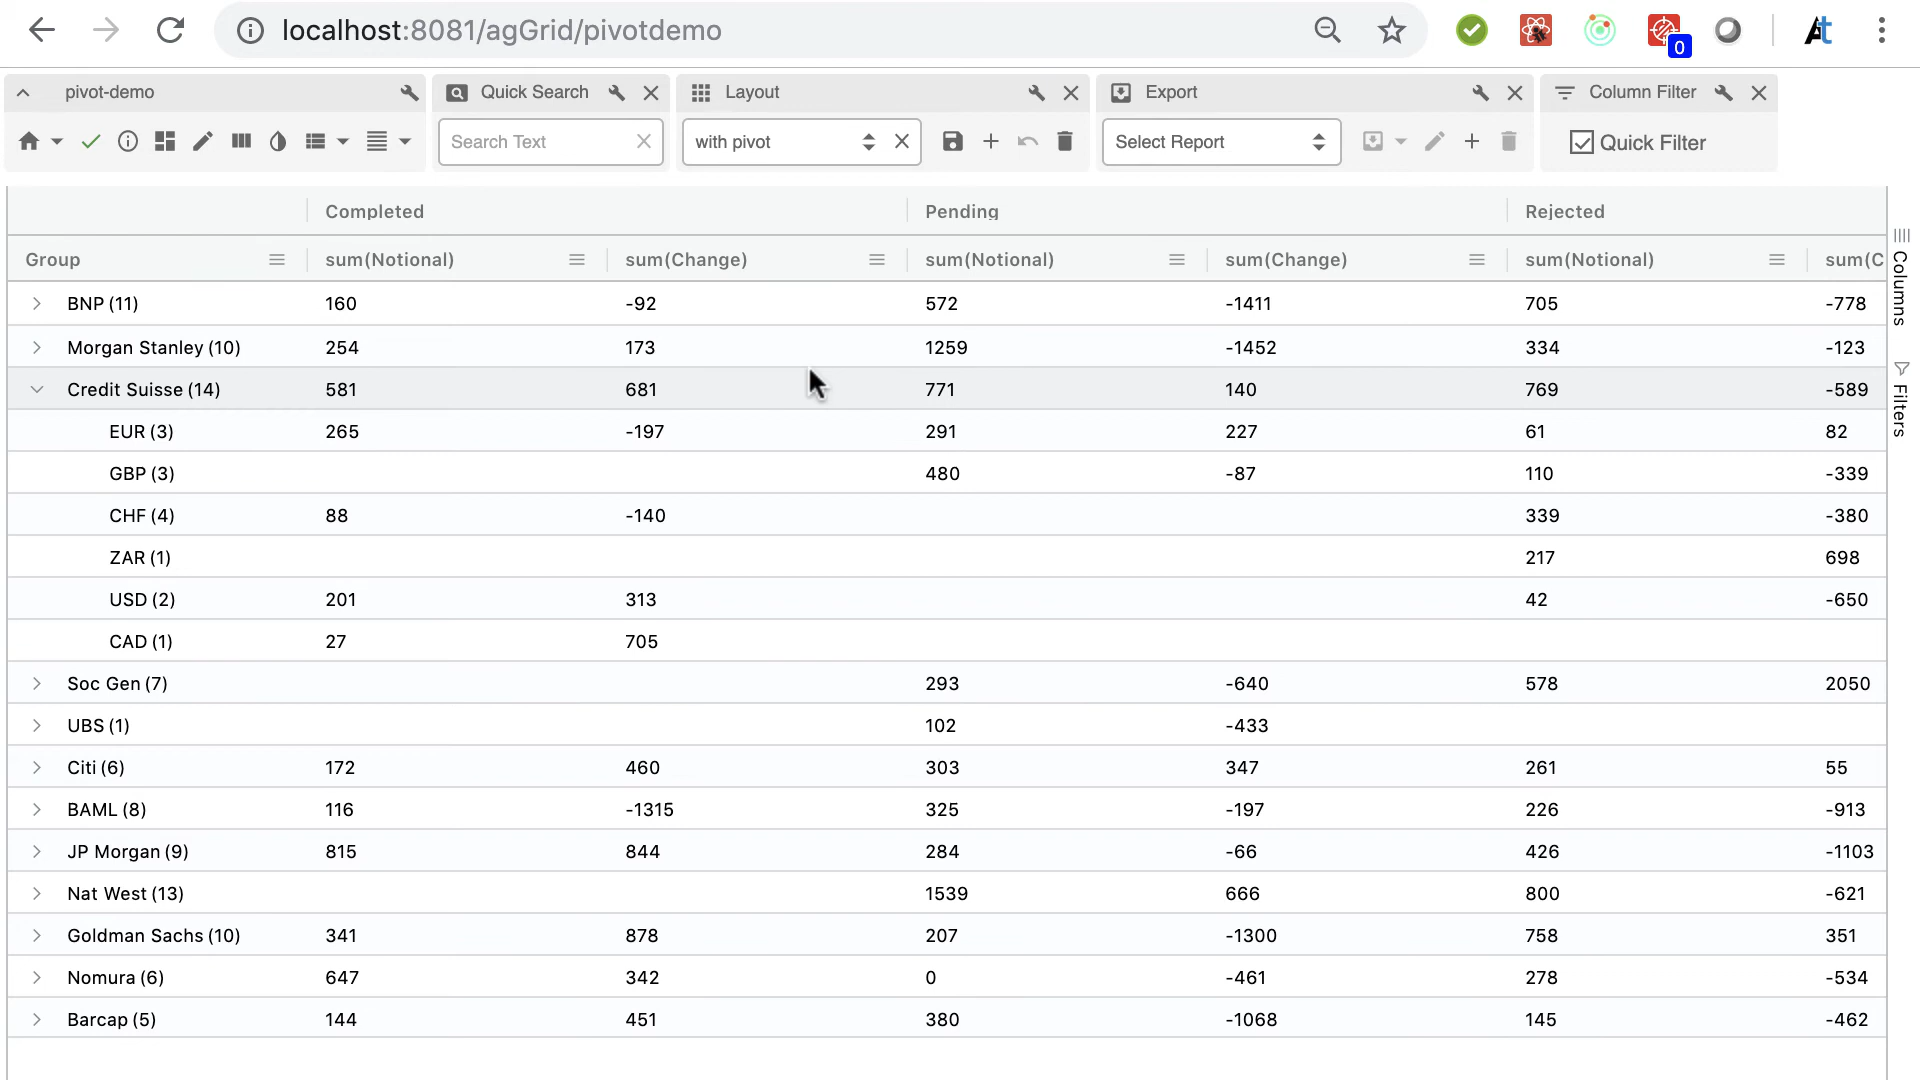 localhost:8081/agGrid/pivotdemo
0
At
pivot-demo Quick Search Layout Export Column Filter
Search Text with pivot Select Report Quick Filter
Completed Pending Rejected
Group sum(Notional) sum(Change) sum(Notional) sum(Change) sum(Notional) sum(C
BNP (11) 160 -92 572 -1411 705 -778
Morgan Stanley (10) 254 173 1259 -1452 334 -123
Credit Suisse (14) 581 681 771 140 769 -589
EUR (3) 265 -197 291 227 61 82
GBP (3) 480 -87 110 -339
CHF (4) 88 -140 339 -380
ZAR (1) 217 698
USD (2) 201 313 42 -650
CAD (1) 27 705
Soc Gen (7) 293 -640 578 2050
UBS (1) 102 -433
Citi (6) 172 460 303 347 261 55
BAML (8) 116 -1315 325 -197 226 -913
JP Morgan (9) 815 844 284 -66 426 -1103
Nat West (13) 1539 666 800 -621
Goldman Sachs (10) 341 878 207 -1300 758 351
Nomura (6) 647 342 0 -461 278 -534
Barcap (5) 144 451 380 -1068 145 -462
Columns
Filters